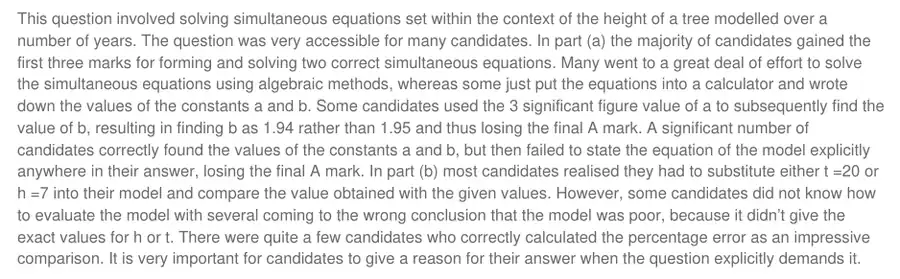 This question involved solving simultaneous equations set within the context of the height of a tree modelled over a
number of years. The question was very accessible for many candidates. In part (a) the majority of candidates gained the
first three marks for forming and solving two correct simultaneous equations. Many went to a great deal of effort to solve
the simultaneous equations using algebraic methods, whereas some just put the equations into a calculator and wrote
down the values of the constants a and b. Some candidates used the 3 significant figure value of a to subsequently find the
value of b, resulting in finding b as 1.94 rather than 1.95 and thus losing the final A mark. A significant number of
candidates correctly found the values of the constants a and b, but then failed to state the equation of the model explicitly
anywhere in their answer, losing the final A mark. In part (b) most candidates realised they had to substitute either t =20 or
h =7 into their model and compare the value obtained with the given values. However, some candidates did not know how
to evaluate the model with several coming to the wrong conclusion that the model was poor, because it didn't give the
exact values for h or t. There were quite a few candidates who correctly calculated the percentage error as an impressive
comparison. It is very important for candidates to give a reason for their answer when the question explicitly demands it.